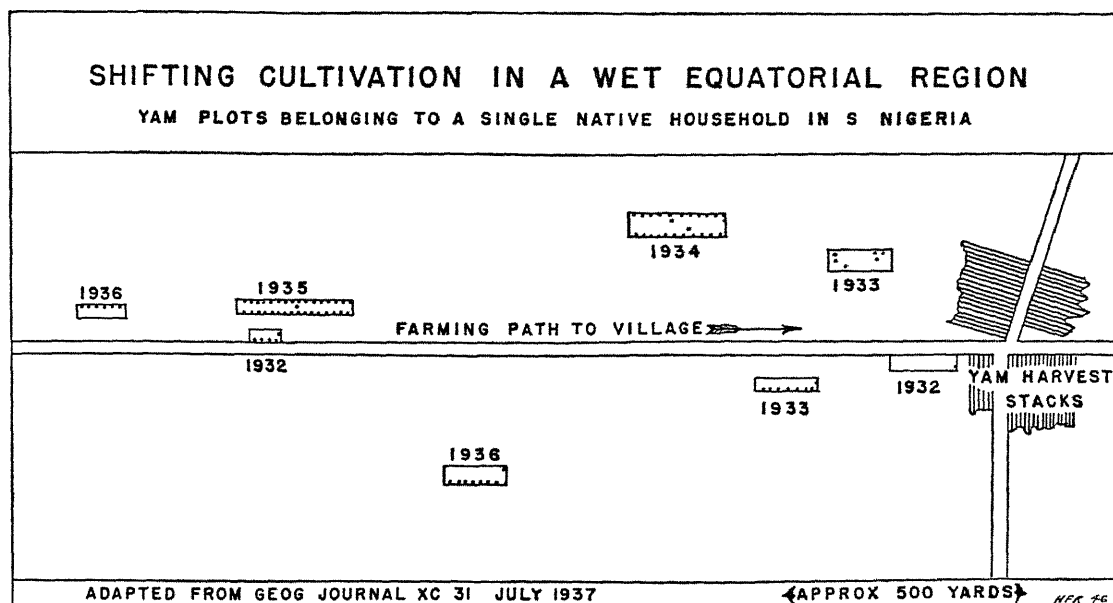 SHIFTING CULTIVATION IN A WET EQUATORIAL REGION
YAM PLOTS BELONGING TO A SINGLE NATIVE HOUSEHOLD IN S NIGERIA
1934
1933
1936
1935
FARMING PATH TO VILLAGE
1932
1933
1932
YAM HARVEST
STACKS
1936
ADAPTED FROM GEOG JOURNAL XC 31 JULY 1937
APPROX 500 YARDS